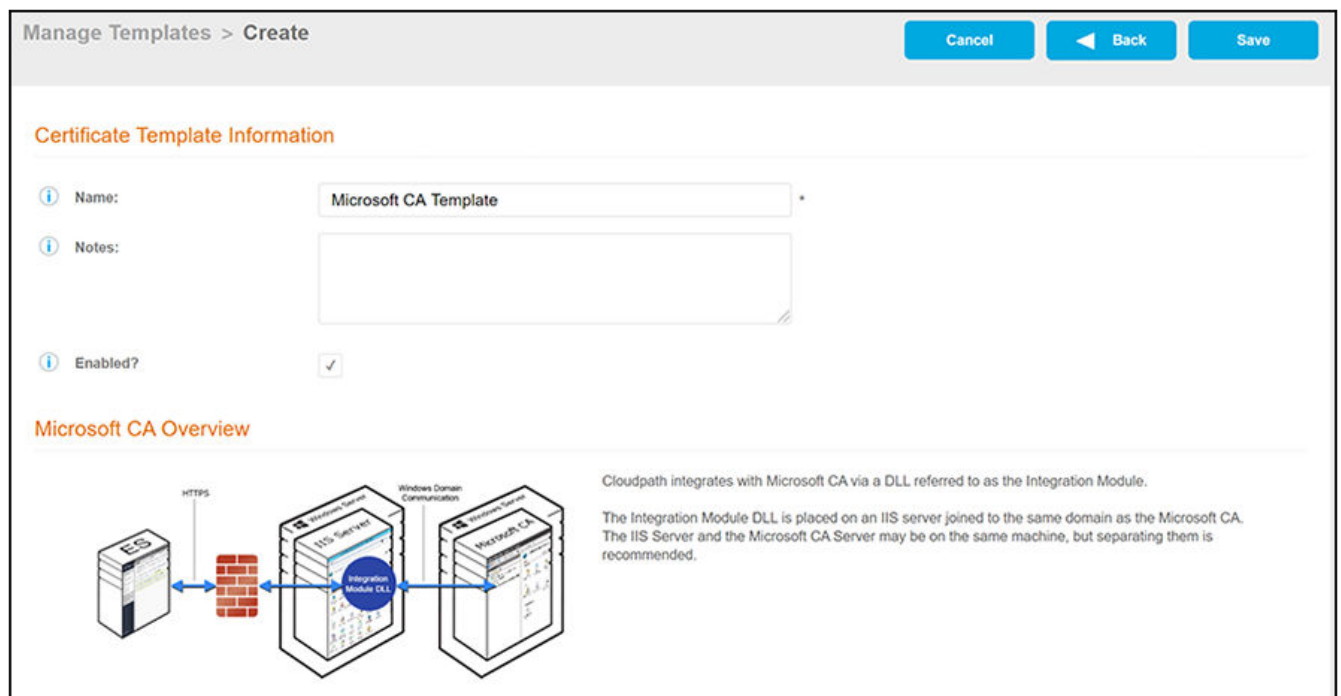 Manage Templates > Create
Cancel
Back
Save
Certificate Template Information
Name:
Microsoft CA Template
*
Notes:
Enabled?
Microsoft CA Overview
HTTPS
Windows Domain
Communication
Windows Server
Windows Server
ES
IIS Server
Microsoft CA
Integration
Module DLL
Cloudpath integrates with Microsoft CA via a DLL referred to as the Integration Module.
The Integration Module DLL is placed on an IIS server joined to the same domain as the Microsoft CA.
The IIS Server and the Microsoft CA Server may be on the same machine, but separating them is
recommended.